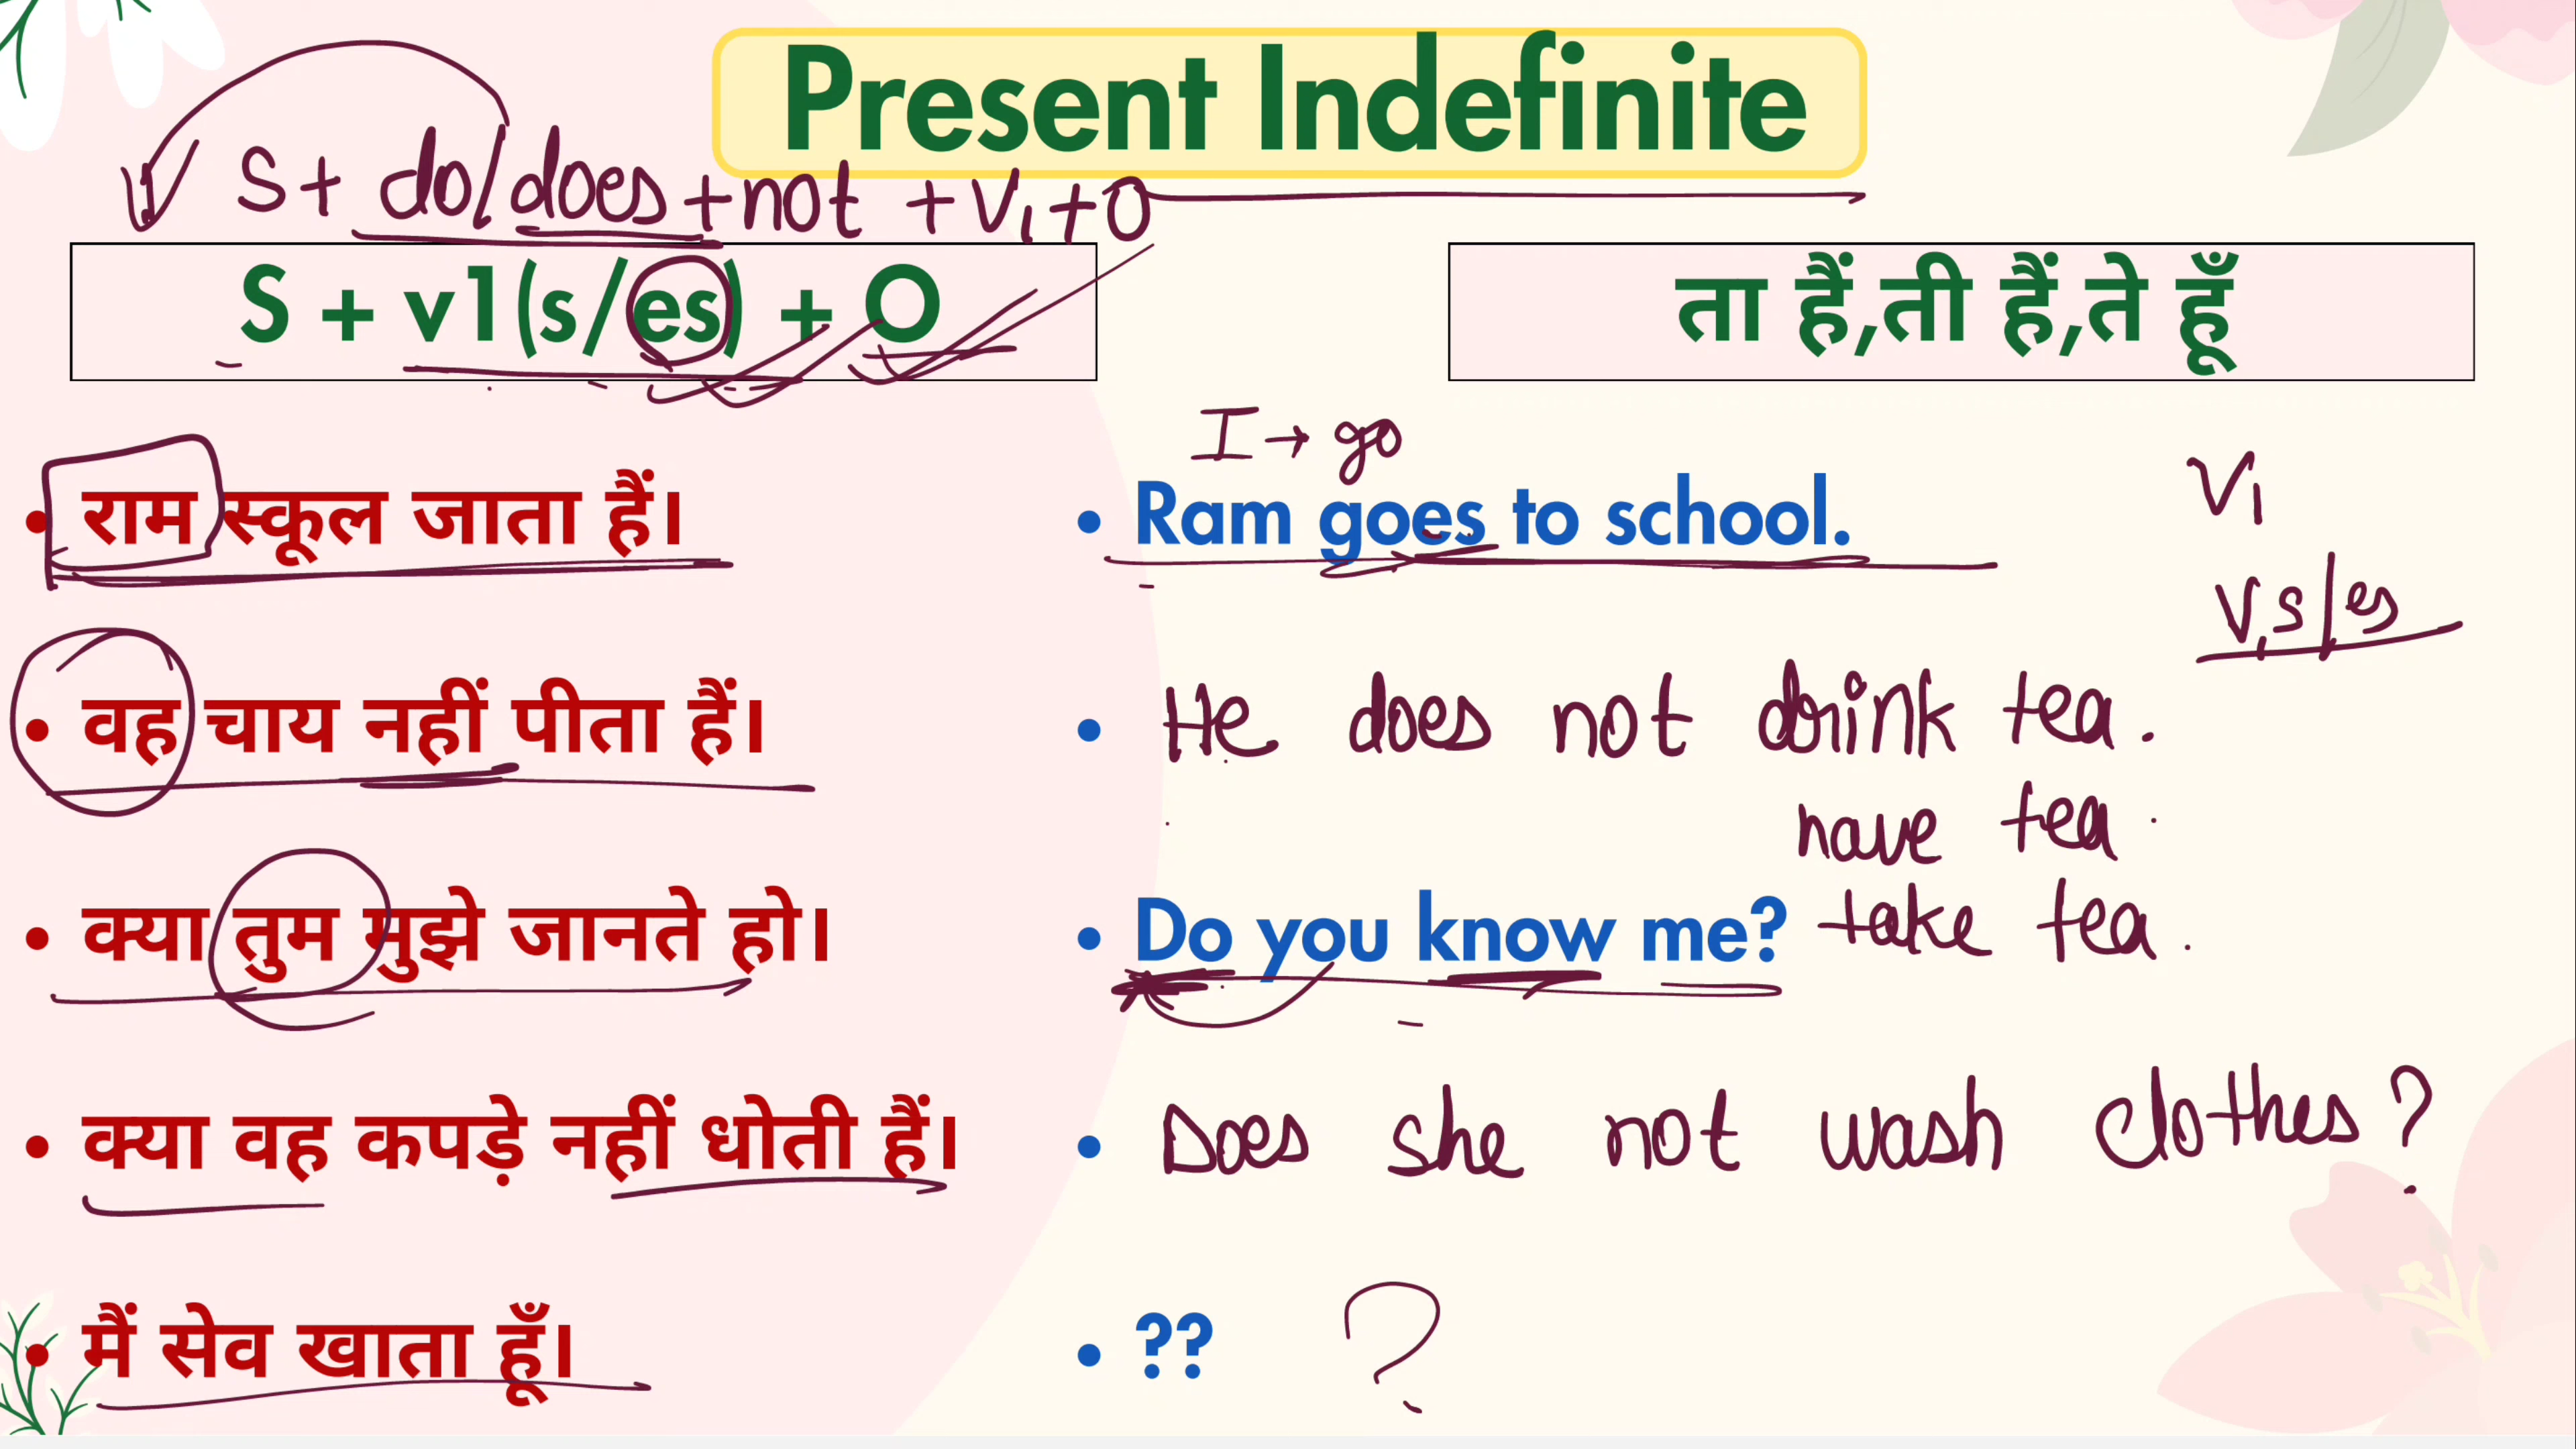 Present Indefinite
S + do/does + not + V1 + O
S + v1(s/es) + O
ता हैं,ती हैं,ते हूँ
I → go
राम स्कूल जाता हैं।
Ram goes to school.
V1
V1 s/es
वह चाय नहीं पीता हैं।
He does not drink tea.
have tea.
क्या तुम मुझे जानते हो।
Do you know me?
take tea.
क्या वह कपड़े नहीं धोती हैं।
Does she not wash clothes?
मैं सेव खाता हूँ।
?? ?